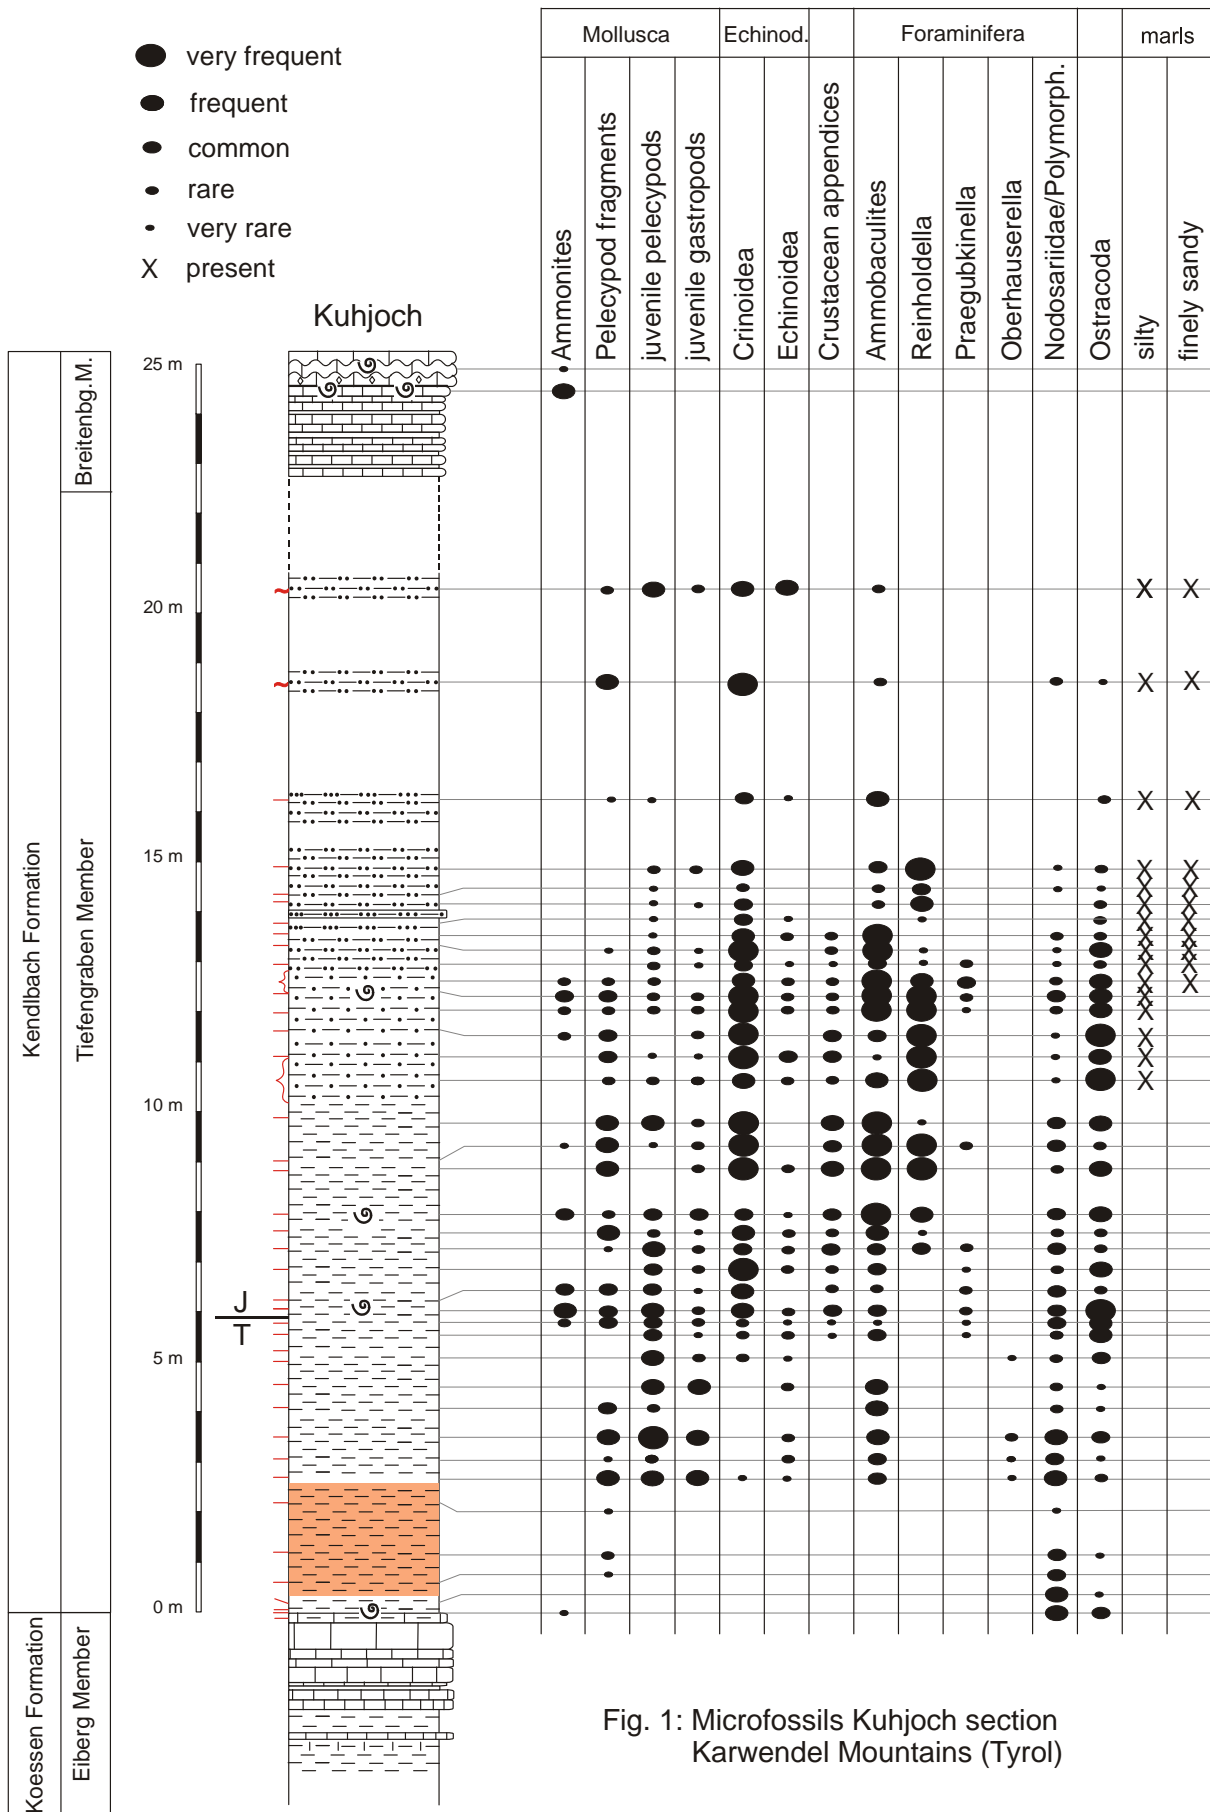 very frequent
frequent
common
rare
very rare
X present
Mollusca
Echinod.
Foraminifera
marls
Ammonites
Pelecypod fragments
juvenile pelecypods
juvenile gastropods
Crinoidea
Echinoidea
Crustacean appendices
Ammobaculites
Reinholdella
Praegubkinella
Oberhauserella
Nodosariidae/Polymorph.
Ostracoda
silty
finely sandy
Kuhjoch
Kendlbach Formation
Koessen Formation
Breitenbg.M.
Tiefengraben Member
Eiberg Member
25 m
20 m
15 m
10 m
5 m
0 m
J
T
X X
X X
X X
X X
X X
X X
X X
X X
X X
X X
X X
X
X
X
X
X
Fig. 1: Microfossils Kuhjoch section
Karwendel Mountains (Tyrol)